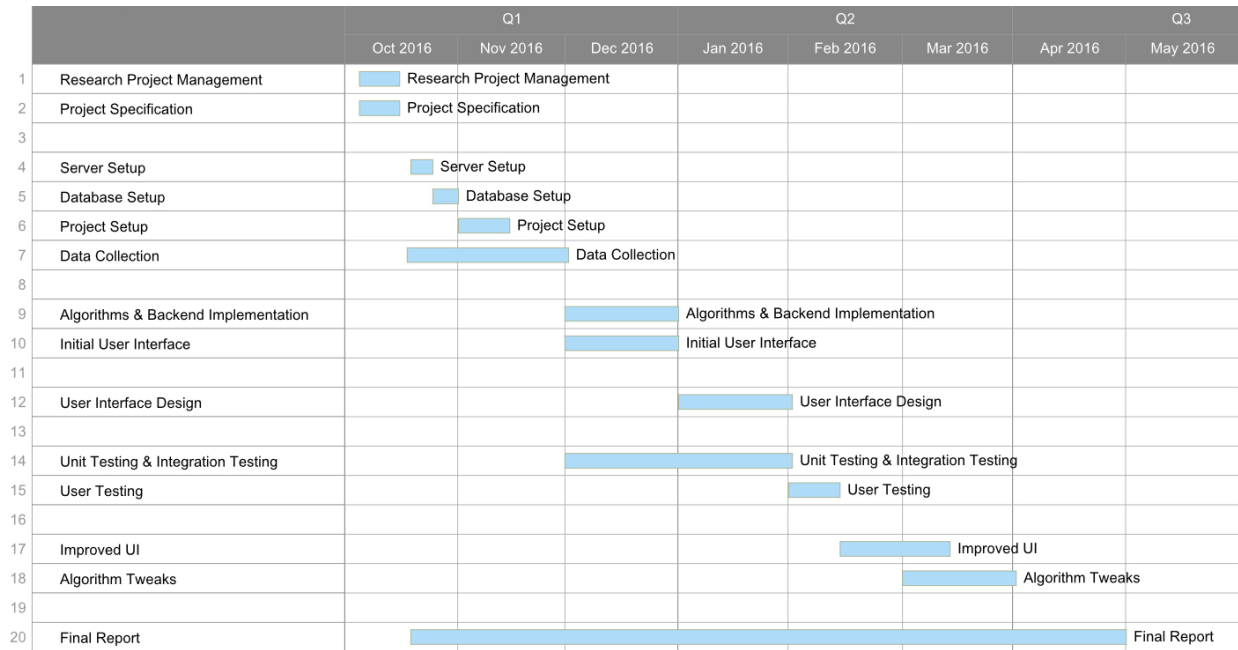 Q1 Q2 Q3
Oct 2016 Nov 2016 Dec 2016 Jan 2016 Feb 2016 Mar 2016 Apr 2016 May 2016
1 Research Project Management Research Project Management
2 Project Specification Project Specification
3
4 Server Setup Server Setup
5 Database Setup Database Setup
6 Project Setup Project Setup
7 Data Collection Data Collection
8
9 Algorithms & Backend Implementation Algorithms & Backend Implementation
10 Initial User Interface Initial User Interface
11
12 User Interface Design User Interface Design
13
14 Unit Testing & Integration Testing Unit Testing & Integration Testing
15 User Testing User Testing
16
17 Improved UI Improved UI
18 Algorithm Tweaks Algorithm Tweaks
19
20 Final Report Final Report